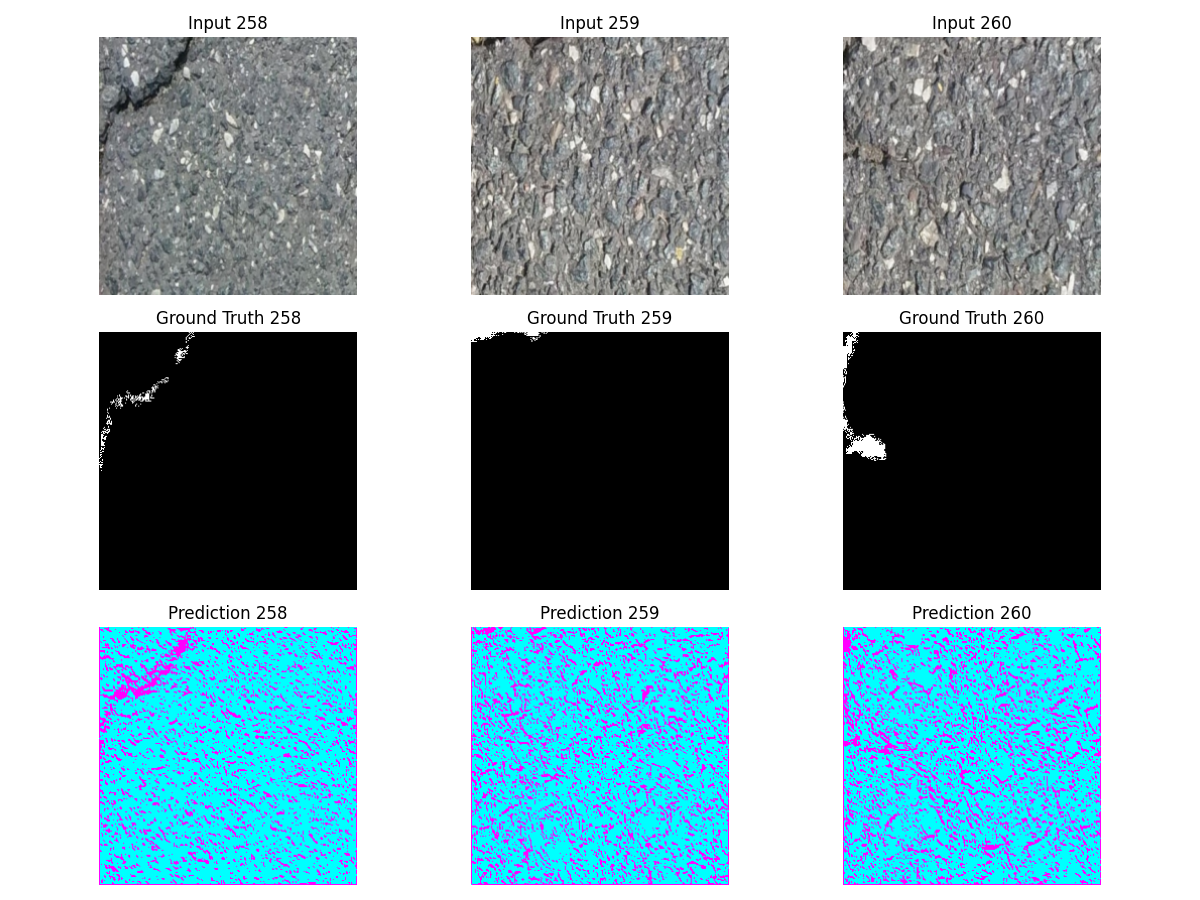 Input 258
Input 259
Input 260
Ground Truth 258
Ground Truth 259
Ground Truth 260
Prediction 258
Prediction 259
Prediction 260